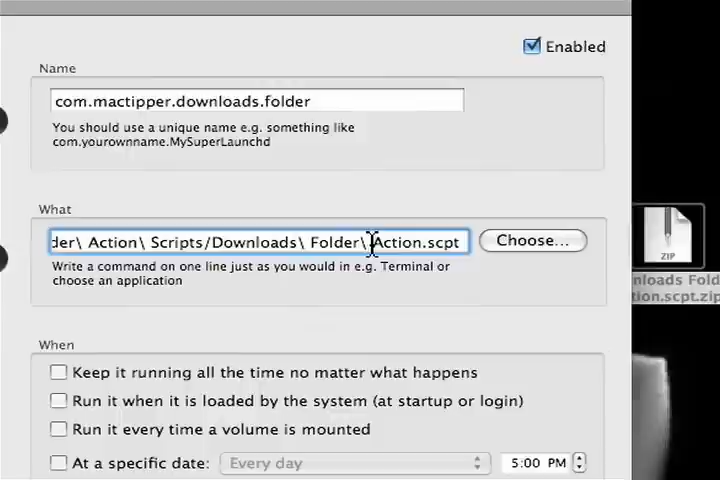 Enabled
Name
com.mactipper.downloads.folder
You should use a unique name e.g. something like
com.yourownname.MySuperLaunchd
What
der\ Action\ Scripts/Downloads\ Folder\ Action.scpt
Choose...
Write a command on one line just as you would in e.g. Terminal or
choose an application
ZIP
nloads Fold
tion.scpt.zip
When
Keep it running all the time no matter what happens
Run it when it is loaded by the system (at startup or login)
Run it every time a volume is mounted
At a specific date: Every day 5:00 PM